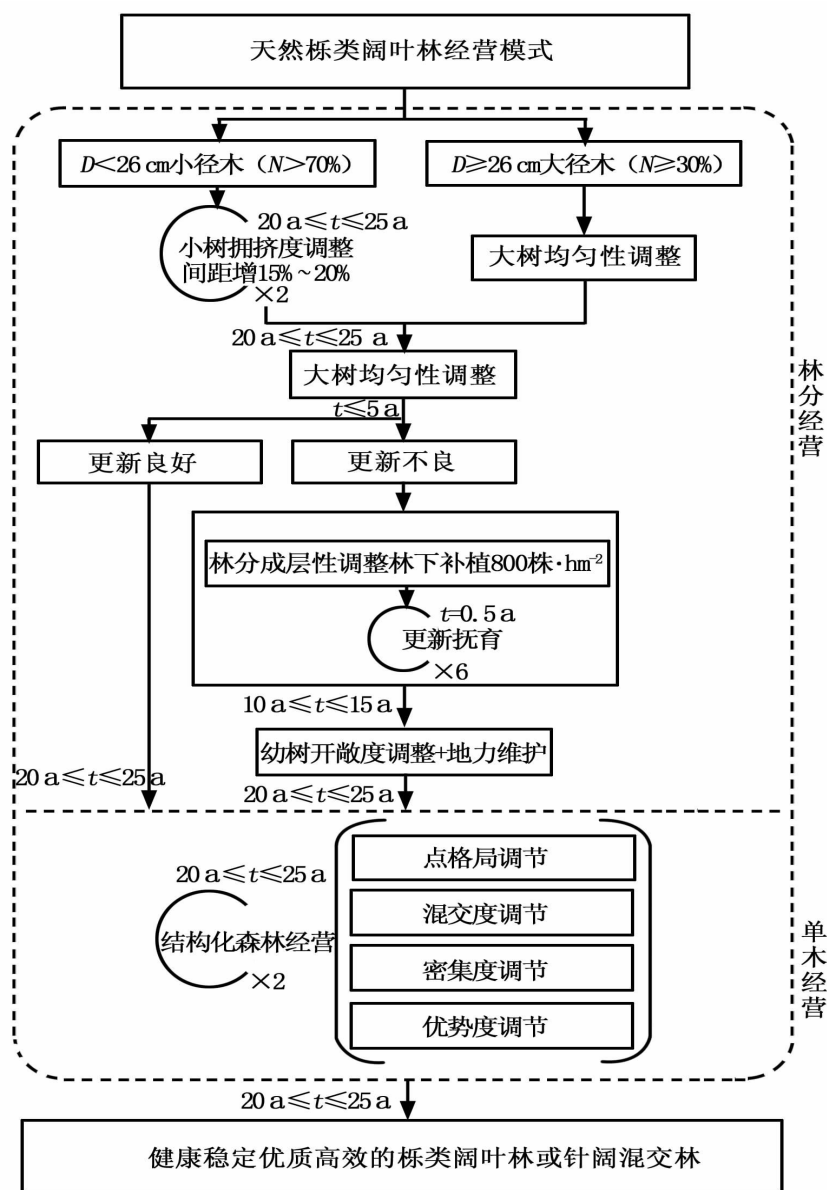 天然栎类阔叶林经营模式
D<26 cm小径木（N>70%）
D≥26 cm大径木（N≥30%）
20 a≤t≤25 a
小树拥挤度调整
间距增15%~20%
×2
大树均匀性调整
20 a≤t≤25 a
大树均匀性调整
t≤5 a
更新良好
更新不良
林分成层性调整林下补植800株·hm⁻²
t=0.5 a
更新抚育
×6
10 a≤t≤15 a
幼树开敞度调整+地力维护
20 a≤t≤25 a
20 a≤t≤25 a
林分经营
20 a≤t≤25 a
结构化森林经营
×2
点格局调节
混交度调节
密集度调节
优势度调节
单木经营
20 a≤t≤25 a
健康稳定优质高效的栎类阔叶林或针阔混交林